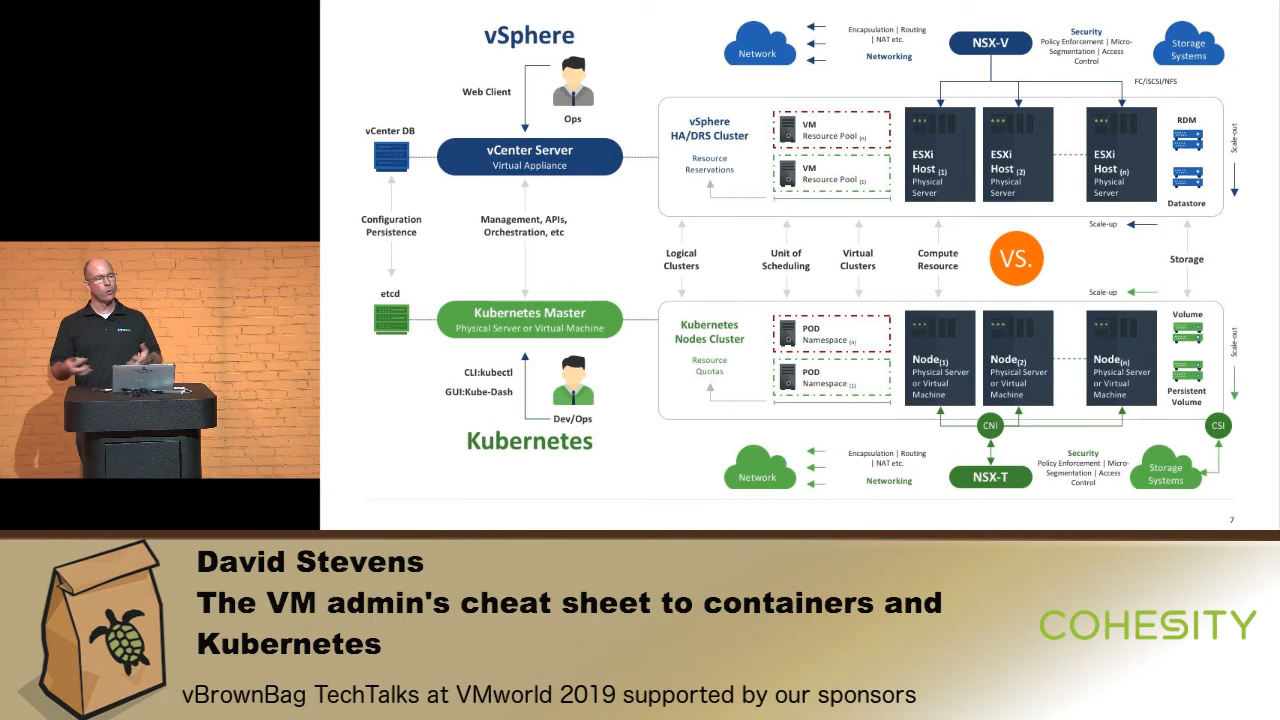 vSphere
Web Client
Ops
vCenter DB
vCenter Server
Virtual Appliance
Configuration
Persistence
Management, APIs,
Orchestration, etc
etcd
Kubernetes Master
Physical Server or Virtual Machine
CLI:kubectl
GUI:Kube-Dash
Dev/Ops
Kubernetes
Network
Encapsulation | Routing
| NAT etc.
Networking
NSX-V
Security
Policy Enforcement | Micro-
Segmentation | Access
Control
Storage
Systems
FC/iSCSI/NFS
vSphere
HA/DRS Cluster
Resource
Reservations
VM
Resource Pool (n)
VM
Resource Pool (1)
ESXi
Host (1)
Physical
Server
ESXi
Host (2)
Physical
Server
ESXi
Host (n)
Physical
Server
RDM
Datastore
Scale-out
Scale-up
Logical
Clusters
Unit of
Scheduling
Virtual
Clusters
Compute
Resource
VS.
Storage
Scale-up
Kubernetes
Nodes Cluster
Resource
Quotas
POD
Namespace (n)
POD
Namespace (1)
Node(1)
Physical Server
or Virtual
Machine
Node(2)
Physical Server
or Virtual
Machine
Node(n)
Physical Server
or Virtual
Machine
Volume
Persistent
Volume
Scale-out
CNI
CSI
Network
Encapsulation | Routing
| NAT etc.
Networking
NSX-T
Security
Policy Enforcement | Micro-
Segmentation | Access
Control
Storage
Systems
7
David Stevens
The VM admin's cheat sheet to containers and
Kubernetes
COHESITY
vBrownBag TechTalks at VMworld 2019 supported by our sponsors